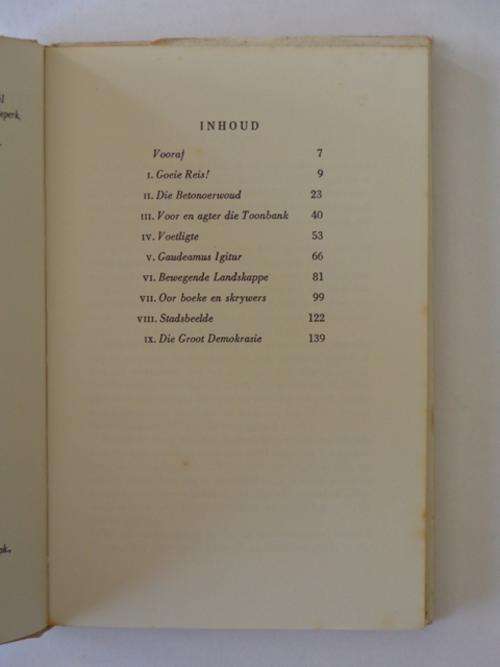 INHOUD
Vooraf 7
I. Goeie Reis! 9
II. Die Betonoerwoud 23
III. Voor en agter die Toonbank 40
IV. Voetligte 53
V. Gaudeamus Igitur 66
VI. Bewegende Landskappe 81
VII. Oor boeke en skrywers 99
VIII. Stadsbeelde 122
IX. Die Groot Demokrasie 139